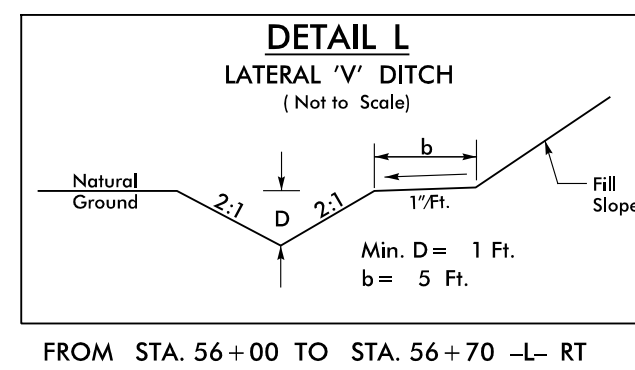 DETAIL L
LATERAL 'V' DITCH
( Not to Scale)
b
Natural
Ground
2:1
D
2:1
1"/Ft.
Fill
Slope
Min. D = 1 Ft.
b = 5 Ft.
FROM STA. 56+00 TO STA. 56+70 -L- RT